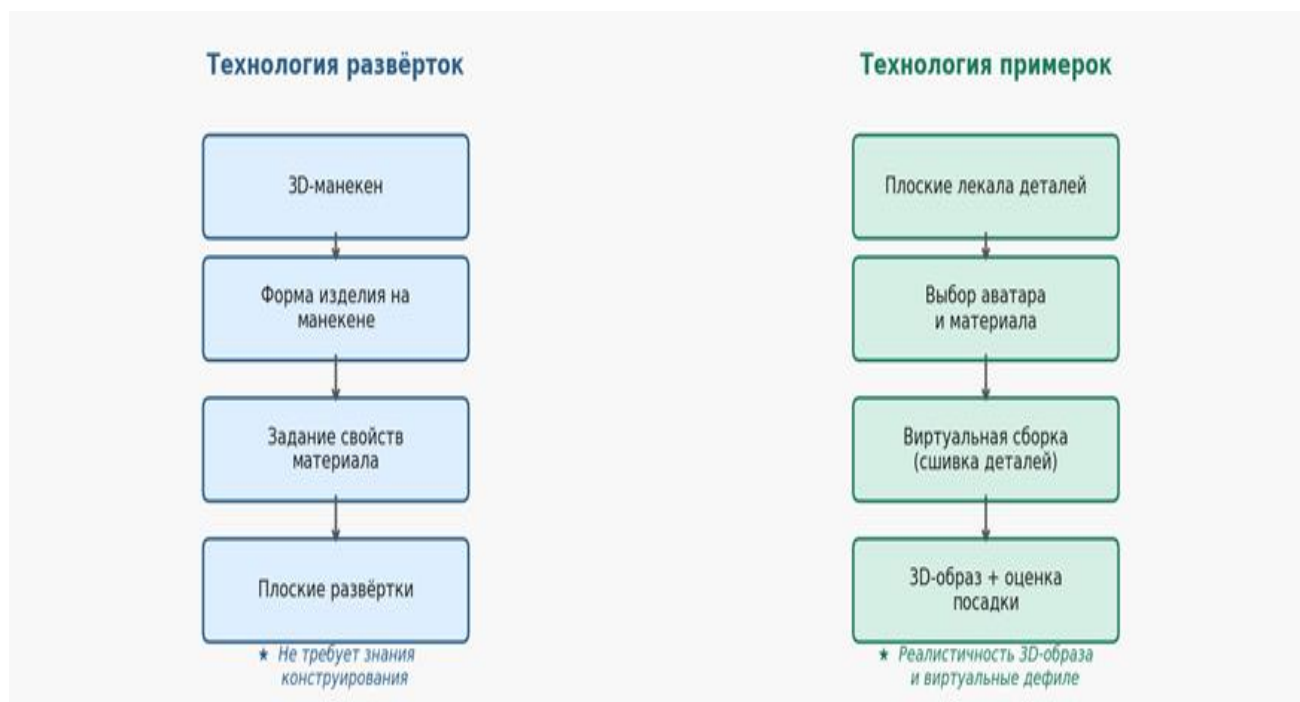 Технология развёрток
3D-манекен
Форма изделия на
манекене
Задание свойств
материала
Плоские развёртки
★ Не требует знания
конструирования
Технология примерок
Плоские лекала деталей
Выбор аватара
и материала
Виртуальная сборка
(сшивка деталей)
3D-образ + оценка
посадки
★ Реалистичность 3D-образа
и виртуальные дефиле